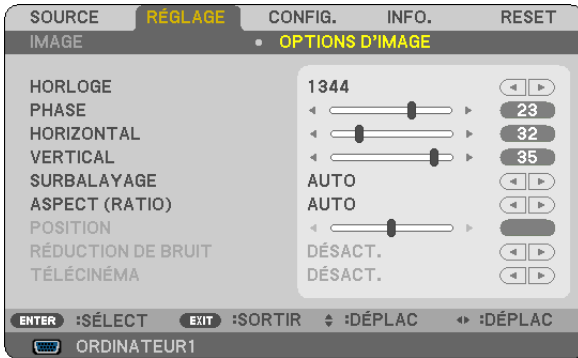 SOURCE RÉGLAGE CONFIG. INFO. RESET
IMAGE • OPTIONS D'IMAGE
HORLOGE 1344
PHASE 23
HORIZONTAL 32
VERTICAL 35
SURBALAYAGE AUTO
ASPECT (RATIO) AUTO
POSITION
RÉDUCTION DE BRUIT DÉSACT.
TÉLÉCINÉMA DÉSACT.
ENTER :SÉLECT EXIT :SORTIR :DÉPLAC :DÉPLAC
ORDINATEUR1